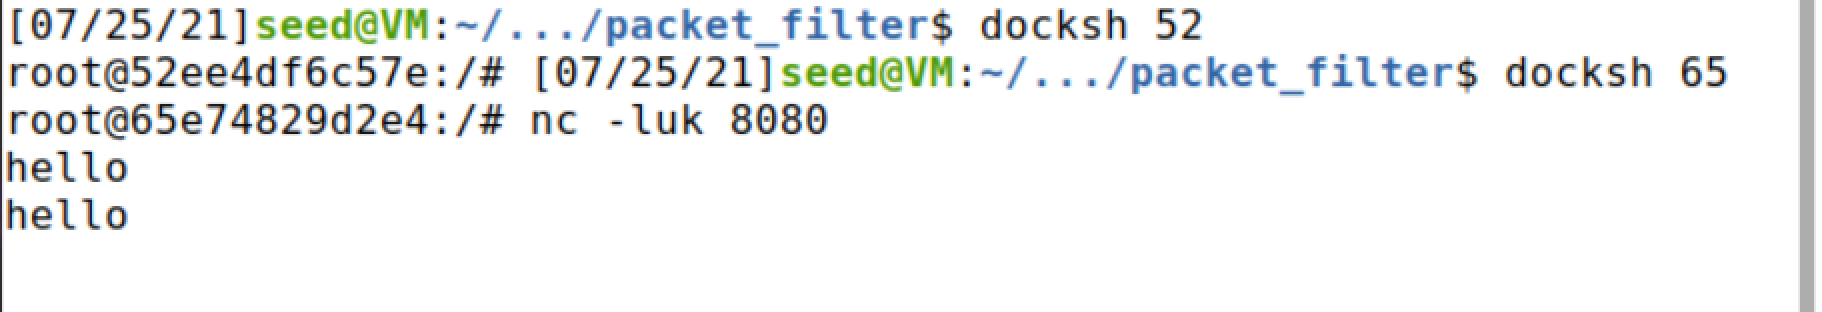 [07/25/21]seed@VM:~/.../packet_filter$ docksh 52
root@52ee4df6c57e:/# [07/25/21]seed@VM:~/.../packet_filter$ docksh 65
root@65e74829d2e4:/# nc -luk 8080
hello
hello